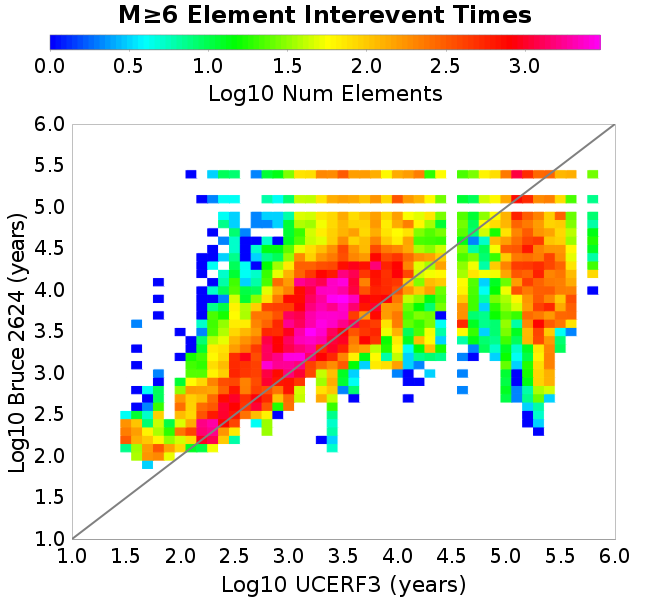 M≥6 Element Interevent Times
0.0 0.5 1.0 1.5 2.0 2.5 3.0
Log10 Num Elements
6.0
5.5
5.0
4.5
4.0
3.5
3.0
2.5
2.0
1.5
1.0
Log10 Bruce 2624 (years)
1.0 1.5 2.0 2.5 3.0 3.5 4.0 4.5 5.0 5.5 6.0
Log10 UCERF3 (years)